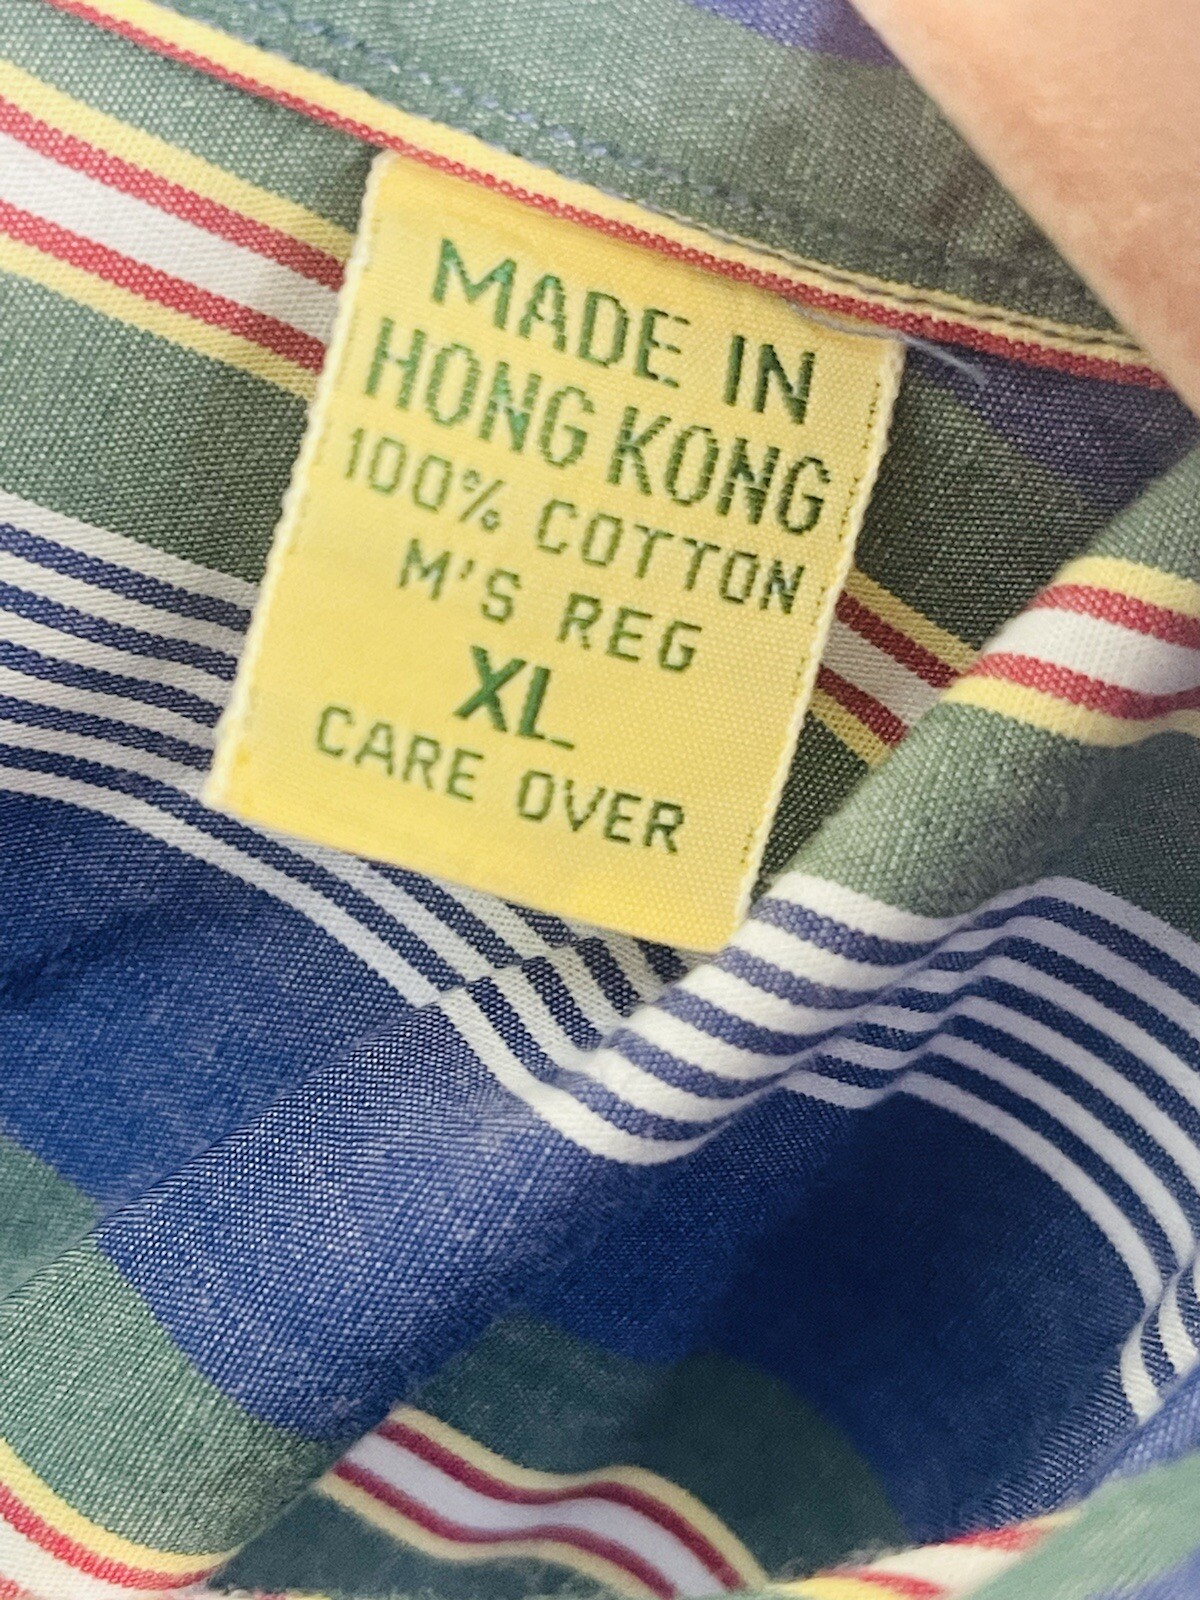 MADE IN
HONG KONG
100% COTTON
M'S REG
XL
CARE OVER